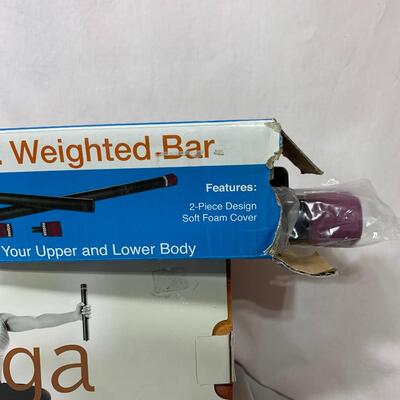 Weighted Bar
Features:
2-Piece Design
Soft Foam Cover
Your Upper and Lower Body
ga